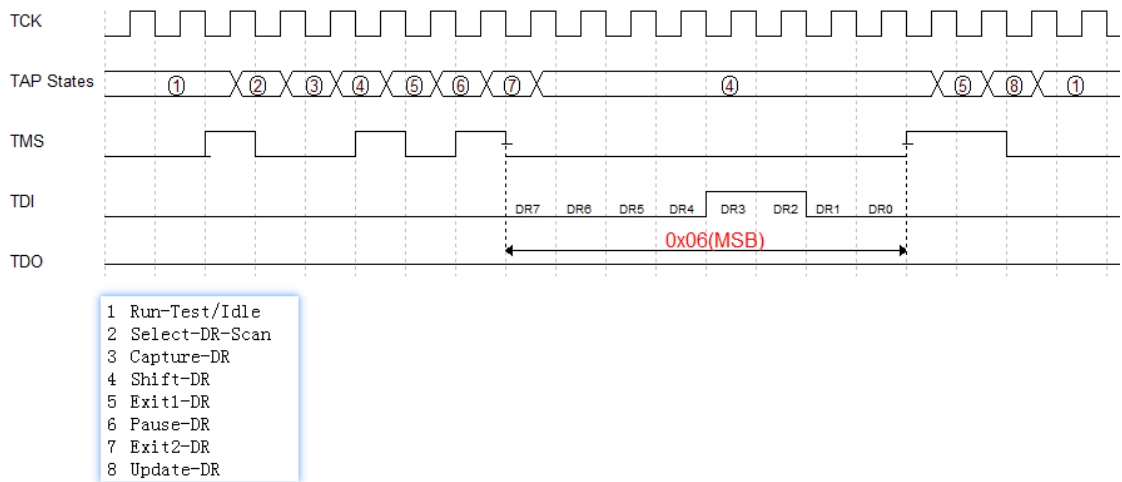 TCK
TAP States ① ② ③ ④ ⑤ ⑥ ⑦ ④ ⑤ ⑧ ①
TMS
TDI DR7 DR6 DR5 DR4 DR3 DR2 DR1 DR0
0x06(MSB)
TDO
1 Run-Test/Idle
2 Select-DR-Scan
3 Capture-DR
4 Shift-DR
5 Exit1-DR
6 Pause-DR
7 Exit2-DR
8 Update-DR